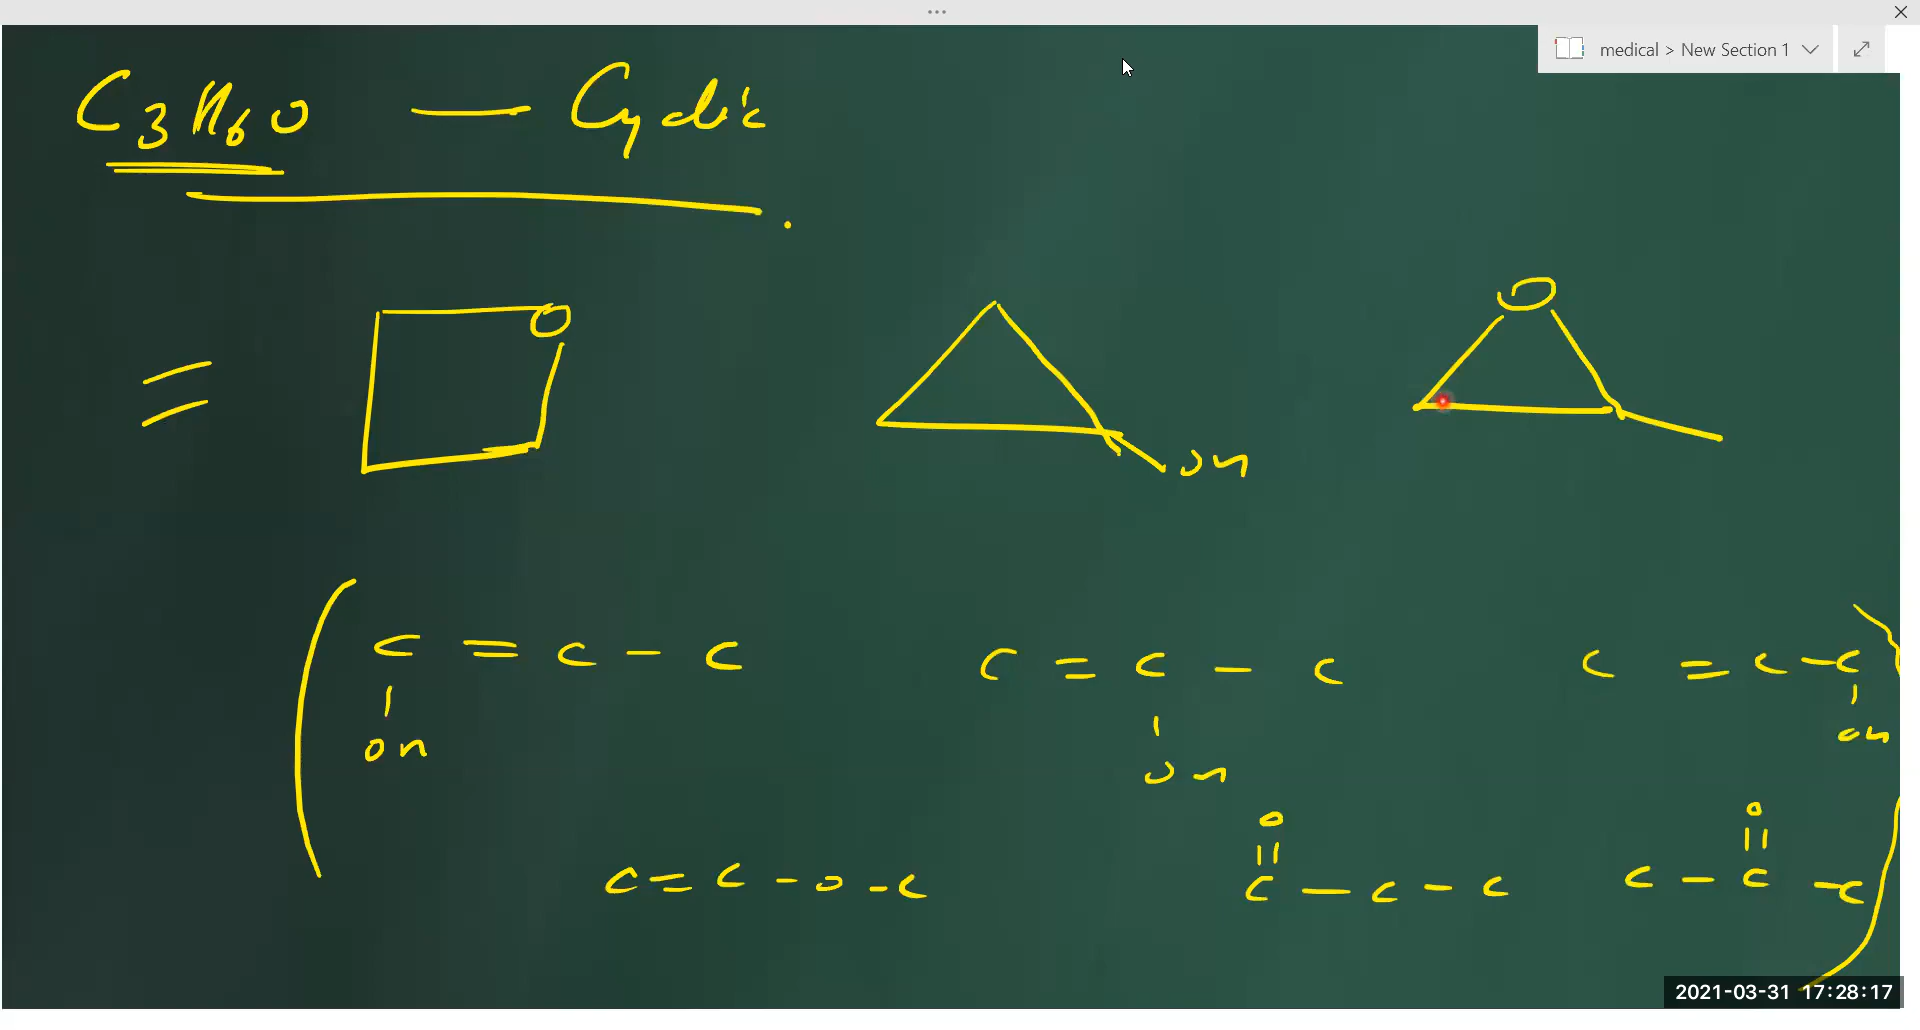 medical > New Section 1
C3H6O — Cyclic
=
O
OH
O
C = C - C
C = C - C
C = C - C
OH
OH
OH
O
O
C = C - O - C
C - C - C
C - C - C
2021-03-31 17:28:17